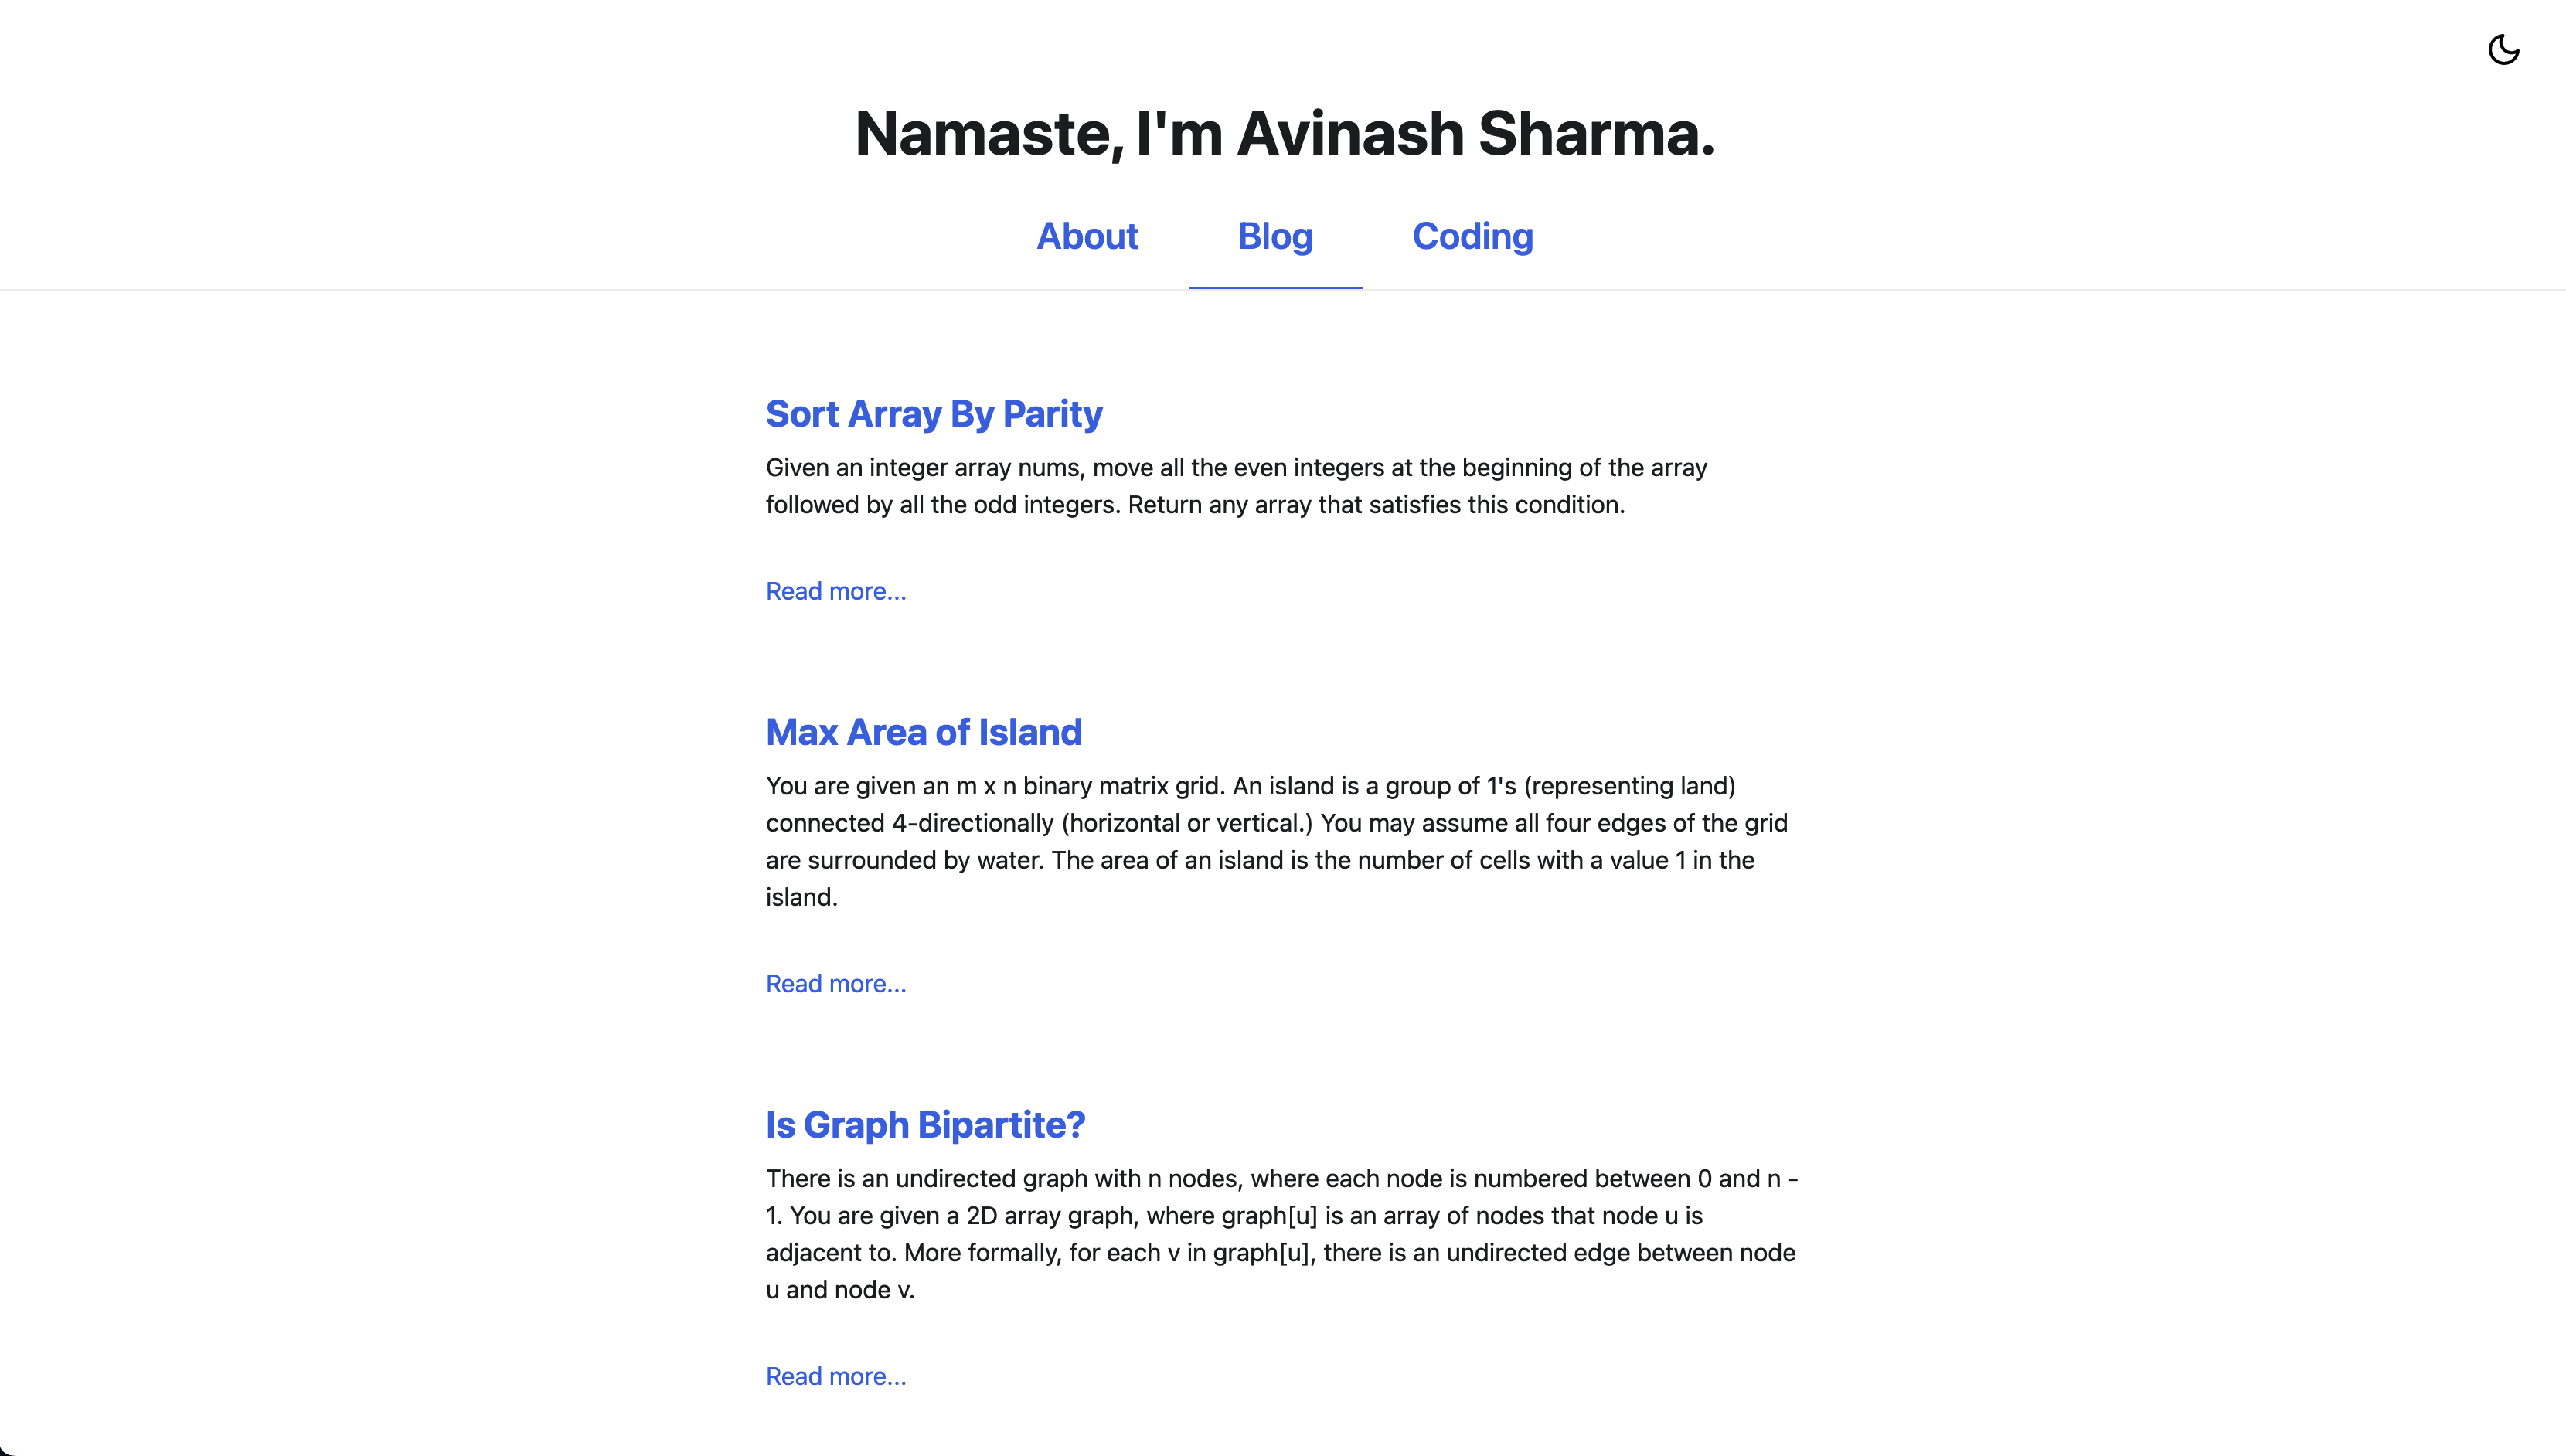 Namaste, I'm Avinash Sharma.
About Blog Coding
Sort Array By Parity
Given an integer array nums, move all the even integers at the beginning of the array
followed by all the odd integers. Return any array that satisfies this condition.
Read more...
Max Area of Island
You are given an m x n binary matrix grid. An island is a group of 1's (representing land)
connected 4-directionally (horizontal or vertical.) You may assume all four edges of the grid
are surrounded by water. The area of an island is the number of cells with a value 1 in the
island.
Read more...
Is Graph Bipartite?
There is an undirected graph with n nodes, where each node is numbered between 0 and n -
1. You are given a 2D array graph, where graph[u] is an array of nodes that node u is
adjacent to. More formally, for each v in graph[u], there is an undirected edge between node
u and node v.
Read more...